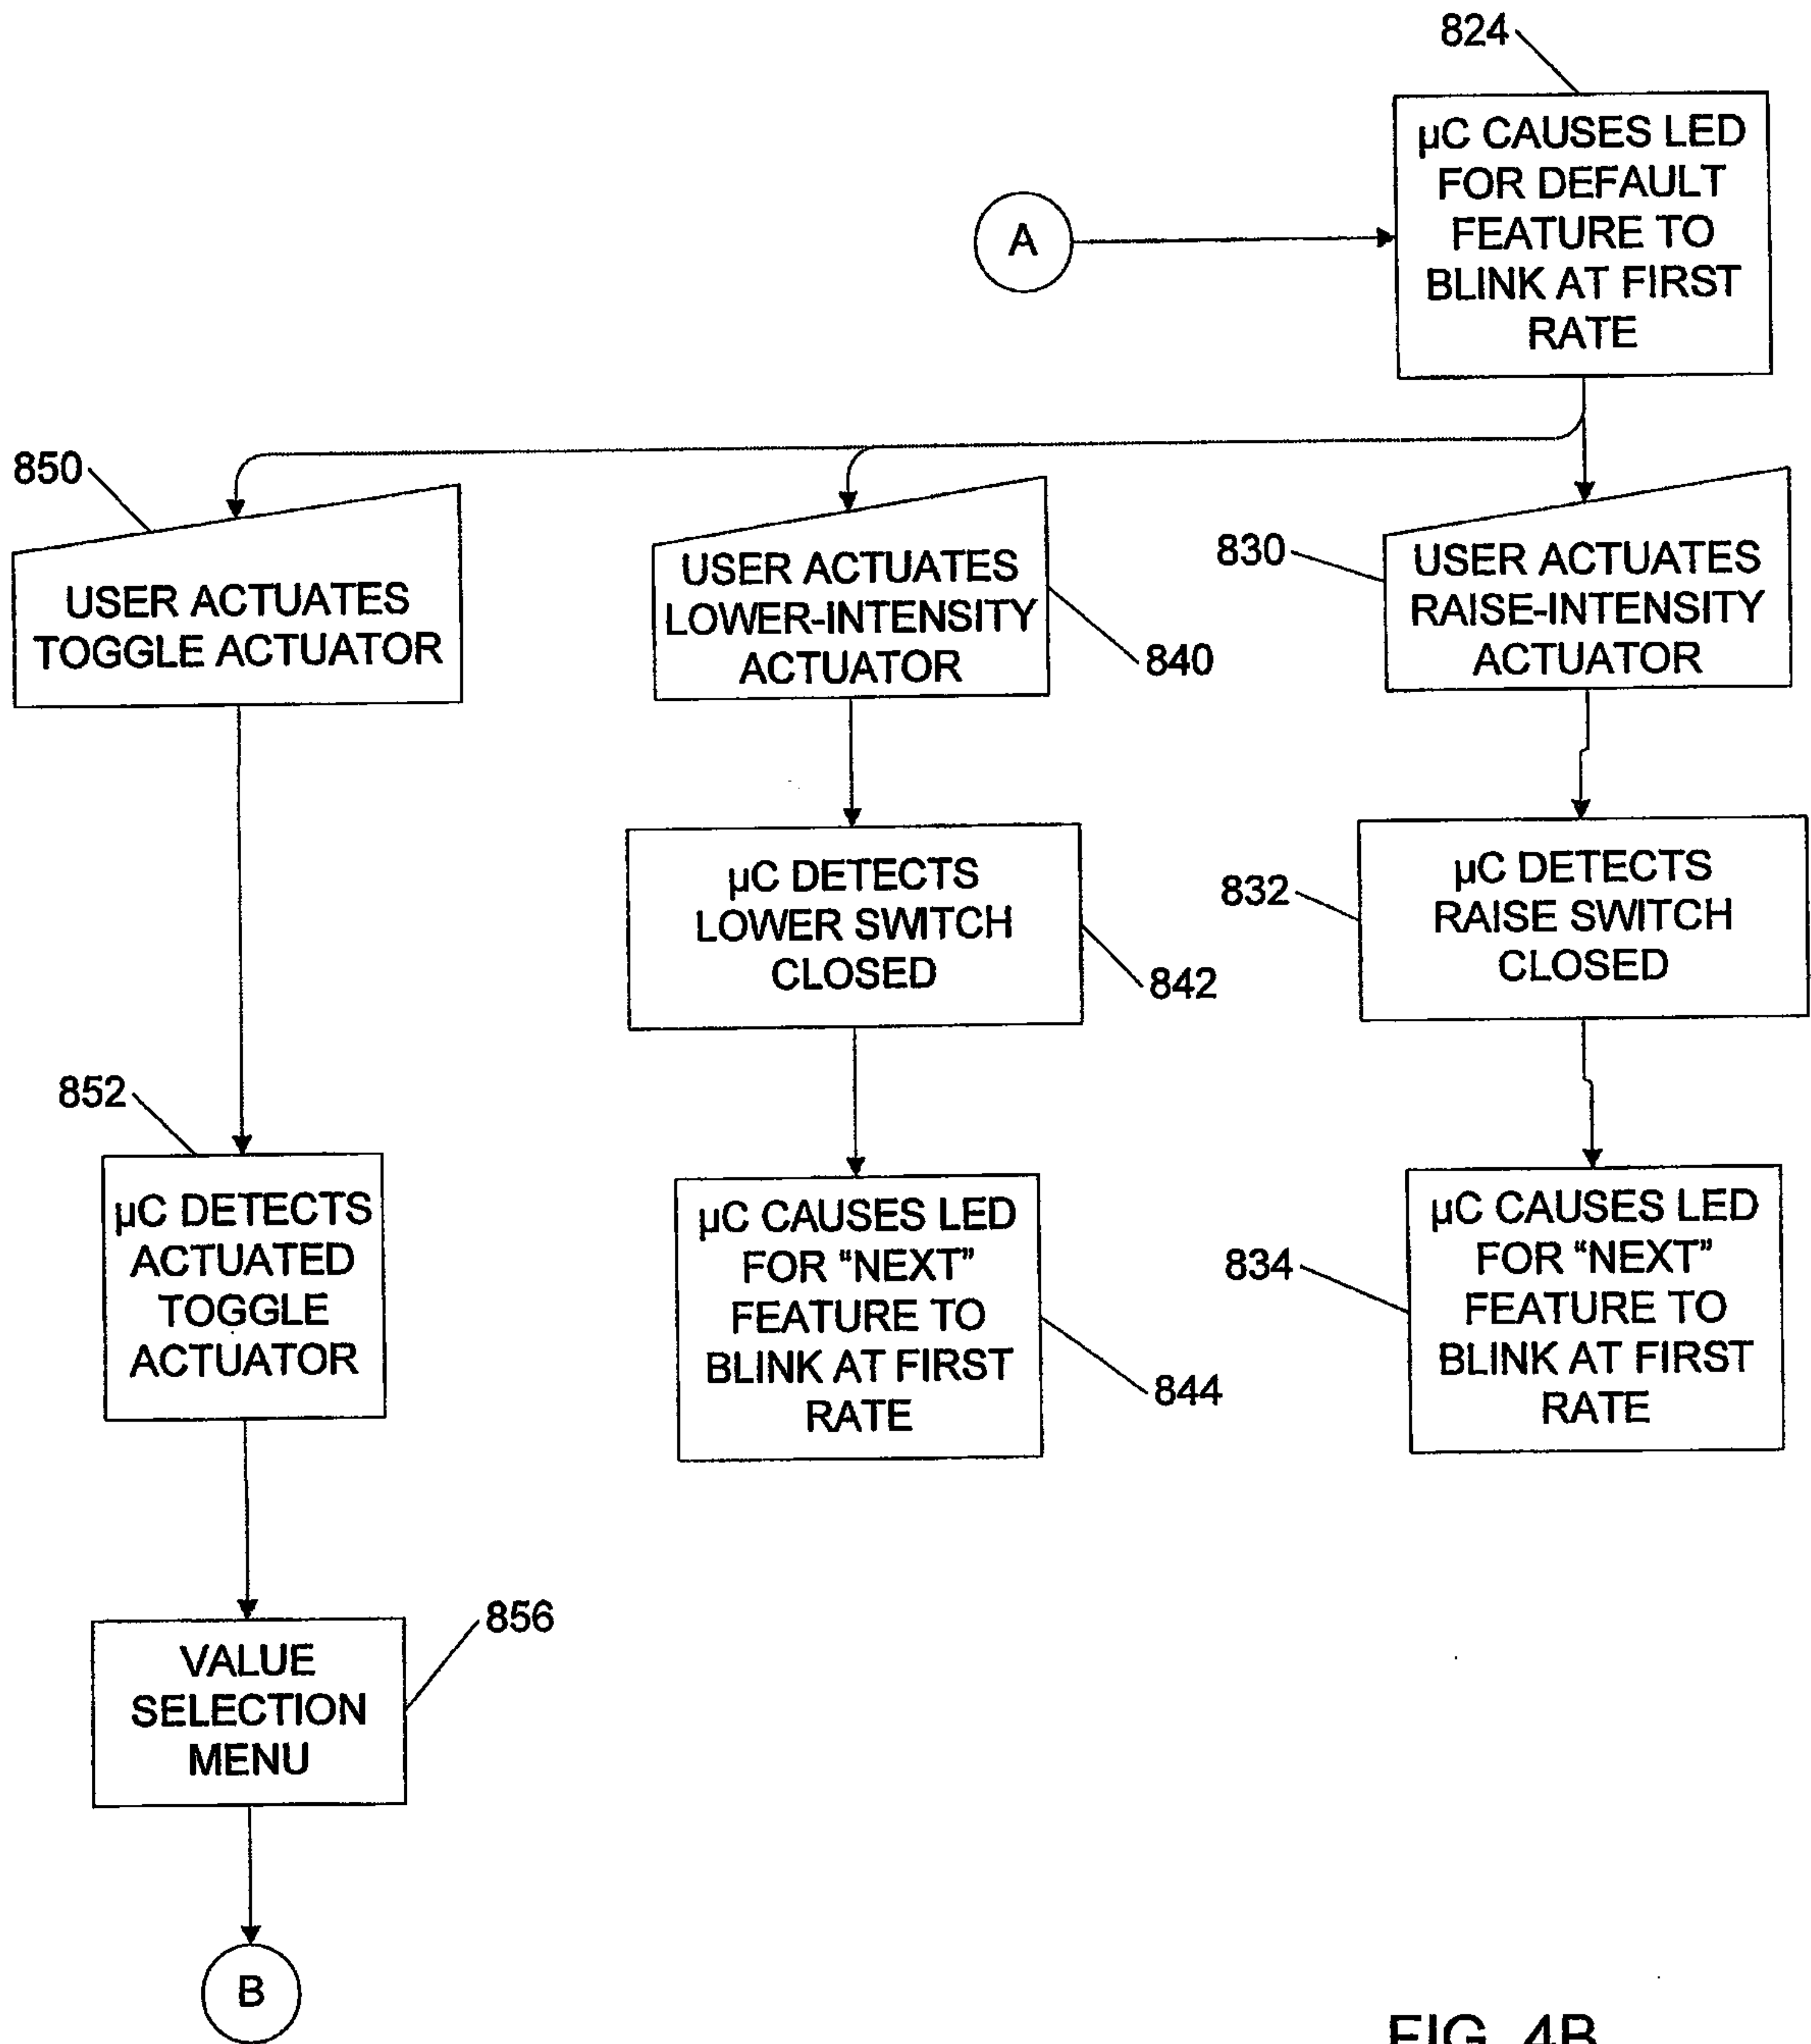 824
µC CAUSES LED
FOR DEFAULT
FEATURE TO
BLINK AT FIRST
RATE
A
850
USER ACTUATES
TOGGLE ACTUATOR
USER ACTUATES
LOWER-INTENSITY
ACTUATOR
840
830
USER ACTUATES
RAISE-INTENSITY
ACTUATOR
µC DETECTS
LOWER SWITCH
CLOSED
842
832
µC DETECTS
RAISE SWITCH
CLOSED
852
µC DETECTS
ACTUATED
TOGGLE
ACTUATOR
µC CAUSES LED
FOR “NEXT”
FEATURE TO
BLINK AT FIRST
RATE
844
834
µC CAUSES LED
FOR “NEXT”
FEATURE TO
BLINK AT FIRST
RATE
856
VALUE
SELECTION
MENU
B
FIG. 4B